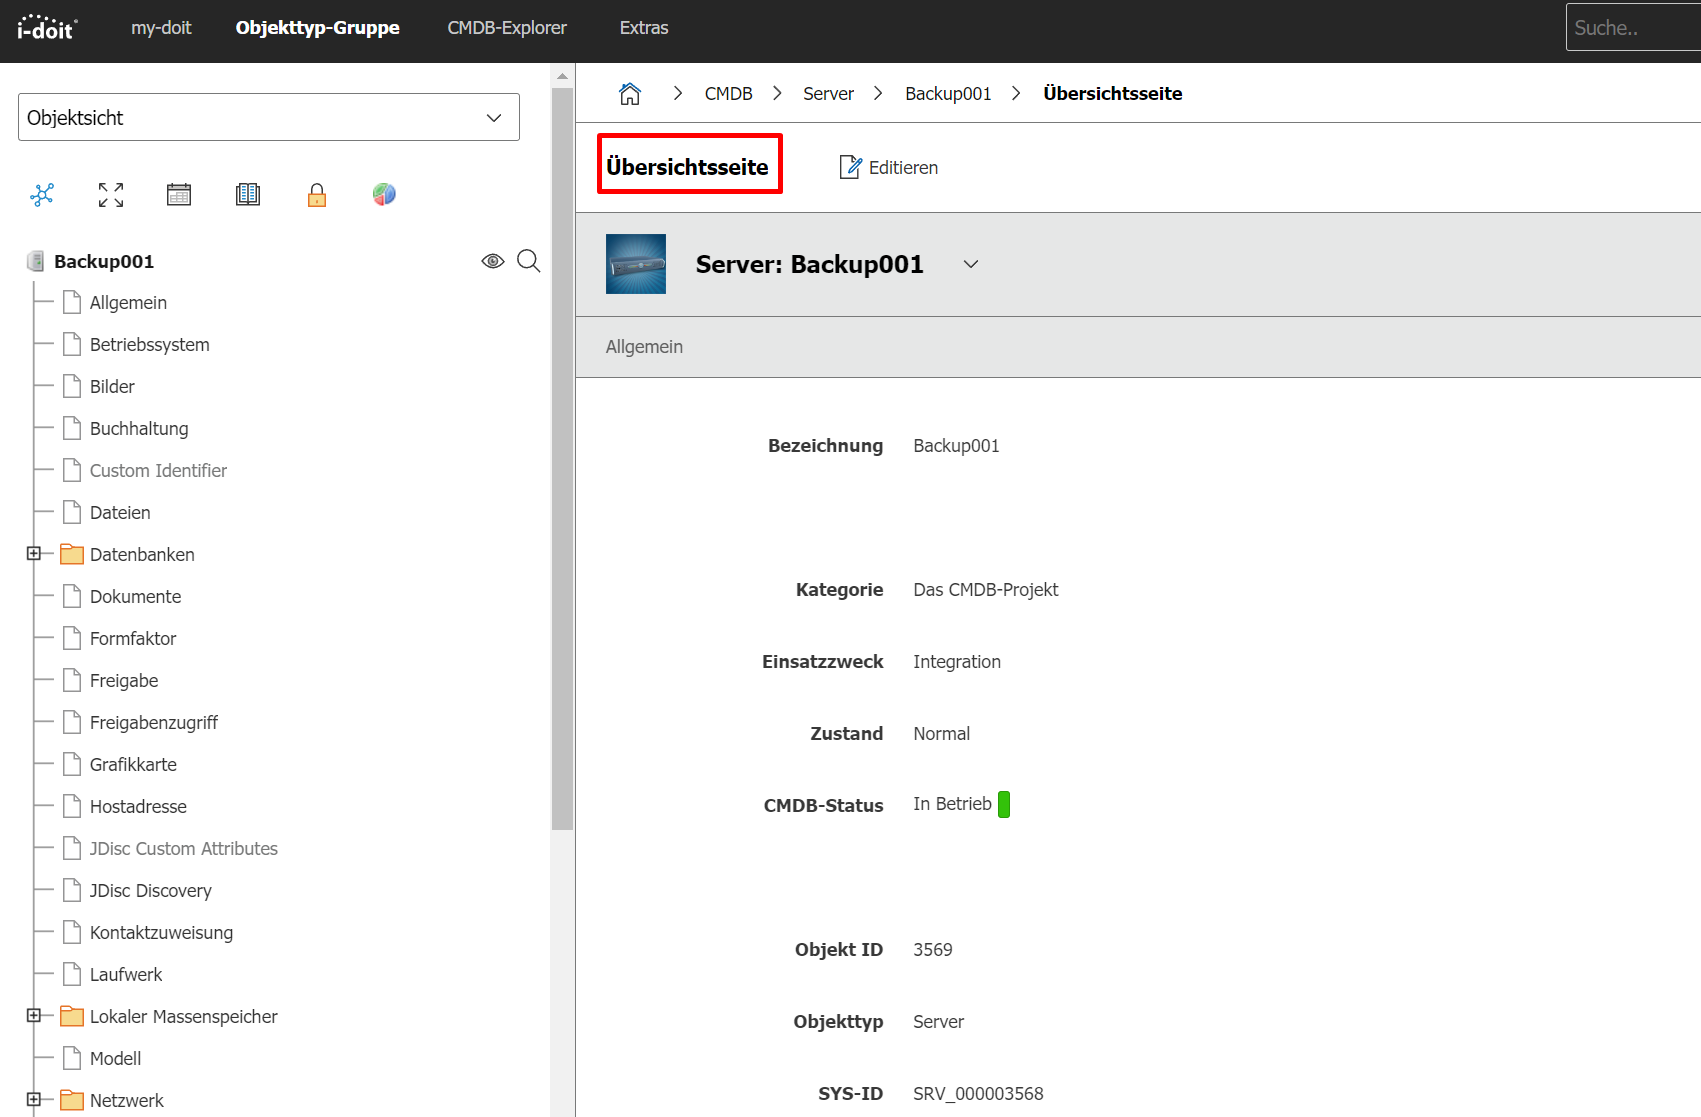 i-doit my-doit Objekttyp-Gruppe CMDB-Explorer Extras Suche..
Objektsicht
Backup001
Allgemein
Betriebssystem
Bilder
Buchhaltung
Custom Identifier
Dateien
Datenbanken
Dokumente
Formfaktor
Freigabe
Freigabenzugriff
Grafikkarte
Hostadresse
JDisc Custom Attributes
JDisc Discovery
Kontaktzuweisung
Laufwerk
Lokaler Massenspeicher
Modell
Netzwerk
CMDB Server Backup001 Übersichtsseite
Übersichtsseite Editieren
Server: Backup001
Allgemein
Bezeichnung Backup001
Kategorie Das CMDB-Projekt
Einsatzzweck Integration
Zustand Normal
CMDB-Status In Betrieb
Objekt ID 3569
Objekttyp Server
SYS-ID SRV_000003568